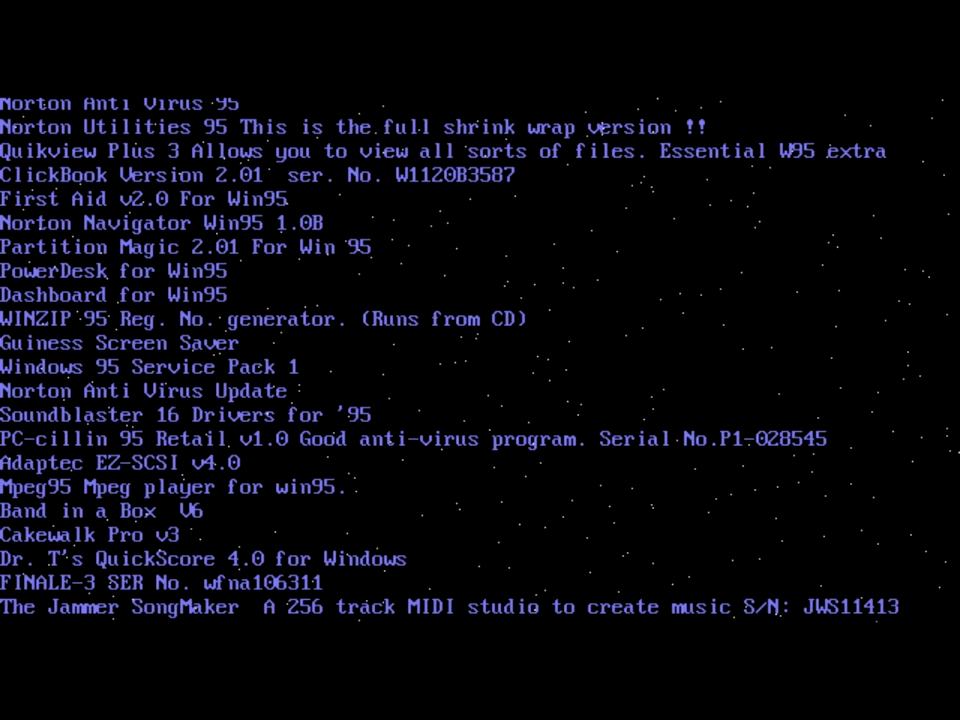 Norton Anti Virus 95
Norton Utilities 95 This is the full shrink wrap version !!
Quikview Plus 3 Allows you to view all sorts of files. Essential W95 extra
ClickBook Version 2.01  ser. No. W1120B3587
First Aid v2.0 For Win95
Norton Navigator Win95 1.0B
Partition Magic 2.01 For Win 95
PowerDesk for Win95
Dashboard for Win95
WINZIP 95 Reg. No. generator. (Runs from CD)
Guiness Screen Saver
Windows 95 Service Pack 1
Norton Anti Virus Update
Soundblaster 16 Drivers for '95
PC-cillin 95 Retail v1.0 Good anti-virus program. Serial No.P1-028545
Adaptec EZ-SCSI v4.0
Mpeg95 Mpeg player for win95.
Band in a Box  V6
Cakewalk Pro v3
Dr. T's QuickScore 4.0 for Windows
FINALE-3 SER No. wfna106311
The Jammer SongMaker  A 256 track MIDI studio to create music S/N: JWS11413